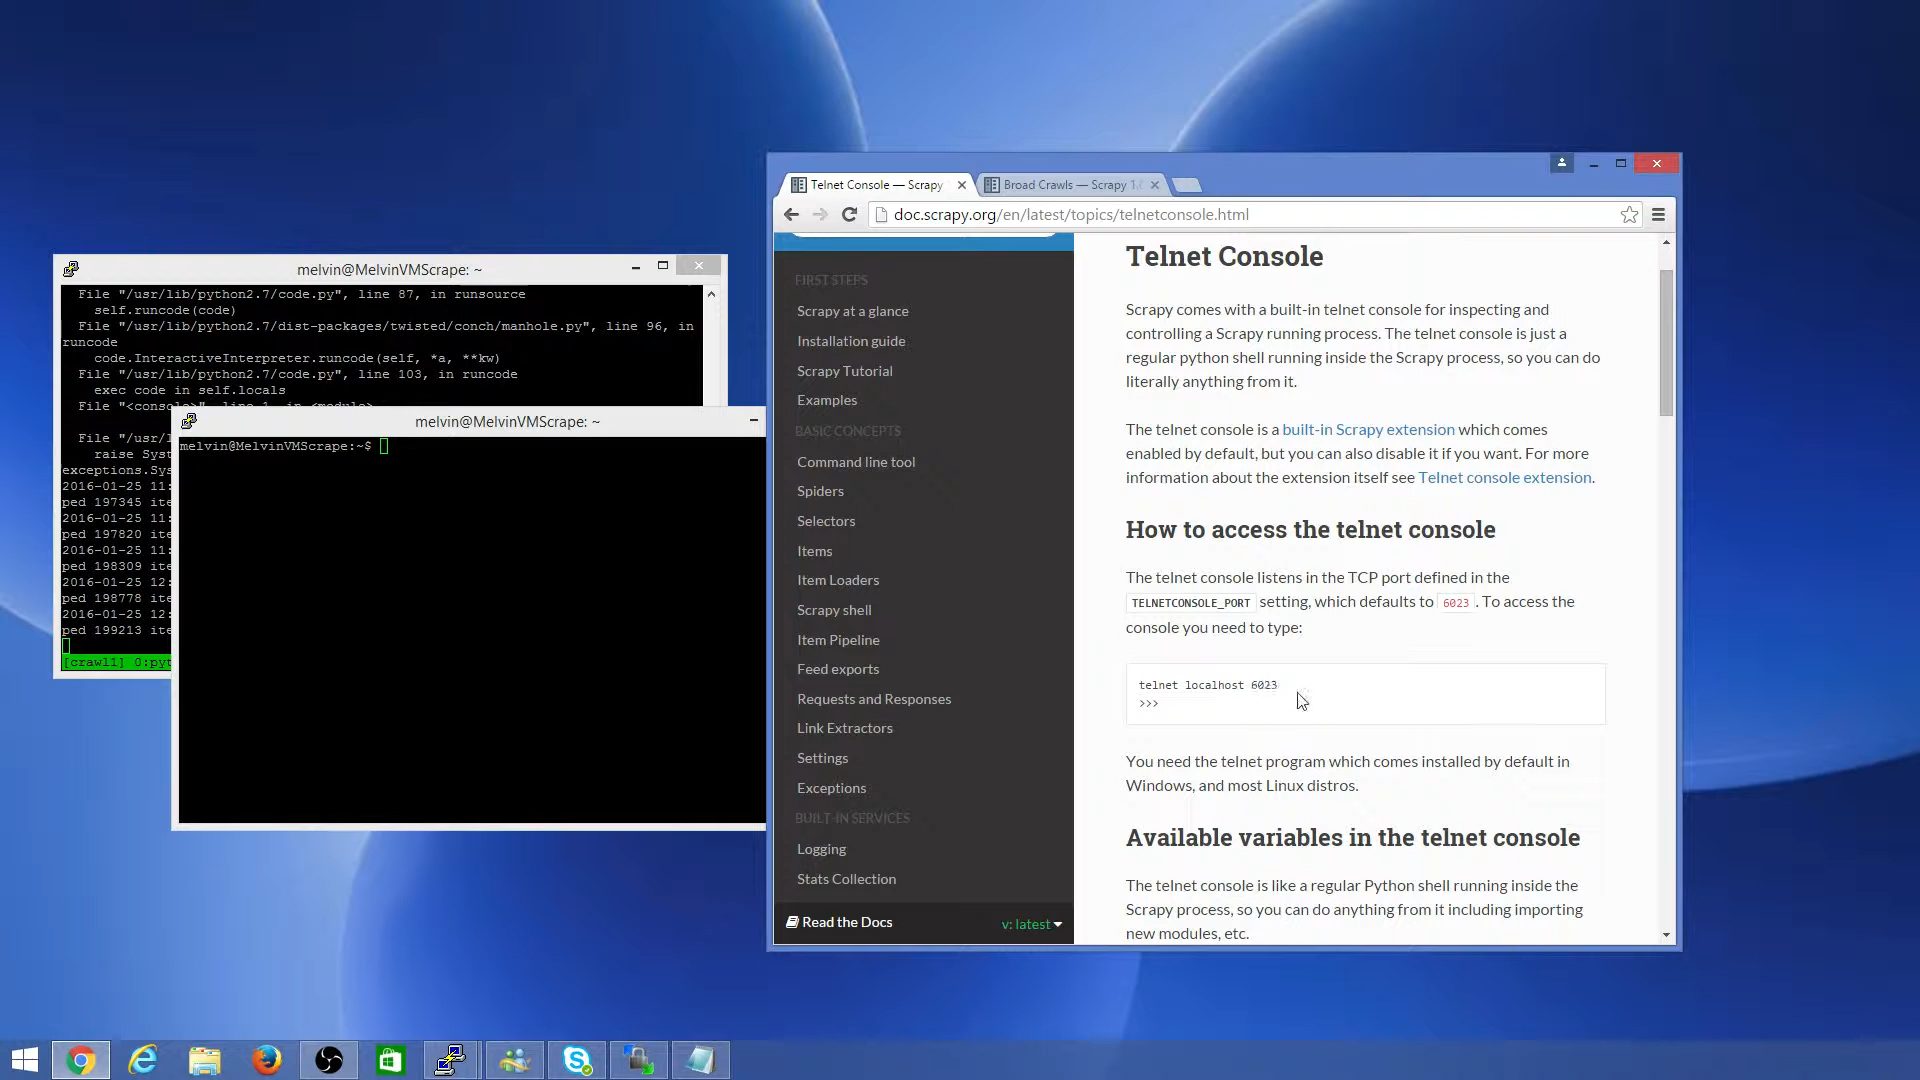 melvin@MelvinVMScrape: ~
File "/usr/lib/python2.7/code.py", line 87, in runsource
self.runcode(code)
File "/usr/lib/python2.7/dist-packages/twisted/conch/manhole.py", line 96, in
runcode
code.InteractiveInterpreter.runcode(self, *a, **kw)
File "/usr/lib/python2.7/code.py", line 103, in runcode
exec code in self.locals
File "<console>", line 1, in <module>
File "/usr/l
raise Syst
exceptions.Sys
2016-01-25 11:
ped 197345 ite
2016-01-25 11:
ped 197820 ite
2016-01-25 11:
ped 198309 ite
2016-01-25 12:
ped 198778 ite
2016-01-25 12:
ped 199213 ite
[crawl1] 0:pyt
melvin@MelvinVMScrape: ~
melvin@MelvinVMScrape:~$
Telnet Console — Scrapy
Broad Crawls — Scrapy 1.
doc.scrapy.org/en/latest/topics/telnetconsole.html
FIRST STEPS
Scrapy at a glance
Installation guide
Scrapy Tutorial
Examples
BASIC CONCEPTS
Command line tool
Spiders
Selectors
Items
Item Loaders
Scrapy shell
Item Pipeline
Feed exports
Requests and Responses
Link Extractors
Settings
Exceptions
BUILT-IN SERVICES
Logging
Stats Collection
Read the Docs
v: latest
Telnet Console
Scrapy comes with a built-in telnet console for inspecting and
controlling a Scrapy running process. The telnet console is just a
regular python shell running inside the Scrapy process, so you can do
literally anything from it.
The telnet console is a built-in Scrapy extension which comes
enabled by default, but you can also disable it if you want. For more
information about the extension itself see Telnet console extension.
How to access the telnet console
The telnet console listens in the TCP port defined in the
TELNETCONSOLE_PORT setting, which defaults to 6023. To access the
console you need to type:
telnet localhost 6023
>>>
You need the telnet program which comes installed by default in
Windows, and most Linux distros.
Available variables in the telnet console
The telnet console is like a regular Python shell running inside the
Scrapy process, so you can do anything from it including importing
new modules, etc.